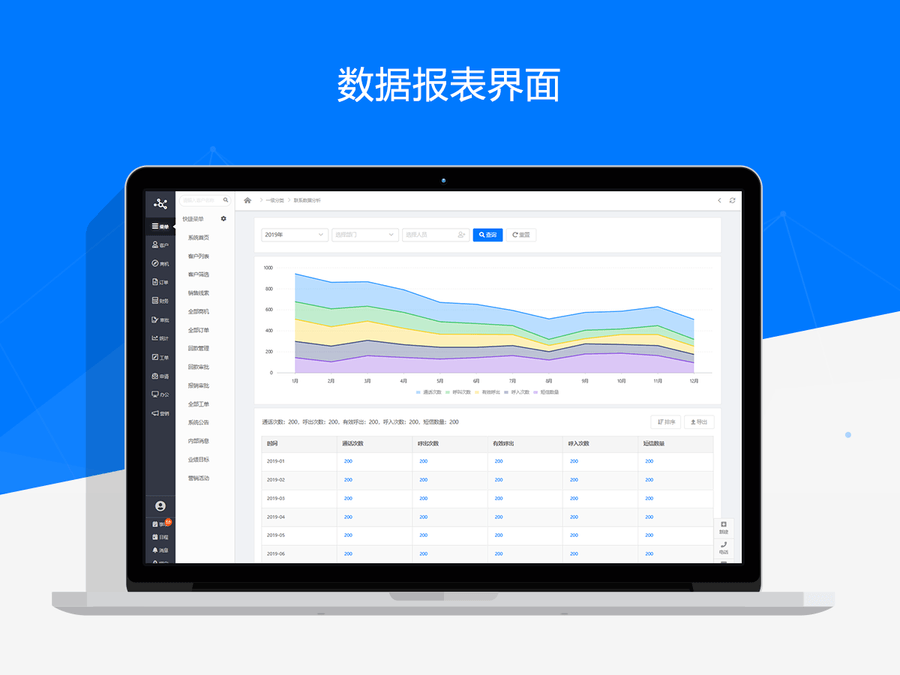 数据报表界面
一级分类
联系数据分析
菜单
客户
商机
订单
财务
审批
统计
工单
办公
营销
日程
消息
快捷菜单
系统首页
客户列表
客户筛选
销售线索
全部商机
全部订单
回款管理
回款审批
报销审批
全部工单
系统公告
内部消息
业绩目标
营销活动
2019年
选择部门
选择人员
查询
重置
1000
800
600
400
200
0
1月 2月 3月 4月 5月 6月 7月 8月 9月 10月 11月 12月
通话次数 呼叫次数 有效呼出 呼入次数 短信数量
通话次数：200，呼出次数：200，有效呼出：200，呼入次数：200，短信数量：200
排序
导出
时间 通话次数 呼出次数 有效呼出 呼入次数 短信数量
2019-01 200 200 200 200 200
2019-02 200 200 200 200 200
2019-03 200 200 200 200 200
2019-04 200 200 200 200 200
2019-05 200 200 200 200 200
2019-06 200 200 200 200 200
新建
电话